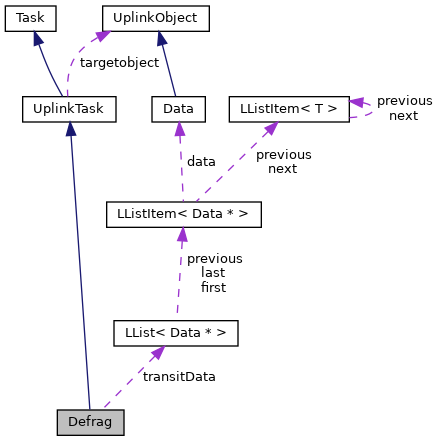 Task
UplinkObject
targetobject
UplinkTask
Data
LListItem< T >
previous
next
data
previous
next
LListItem< Data * >
previous
last
first
LList< Data * >
transitData
Defrag